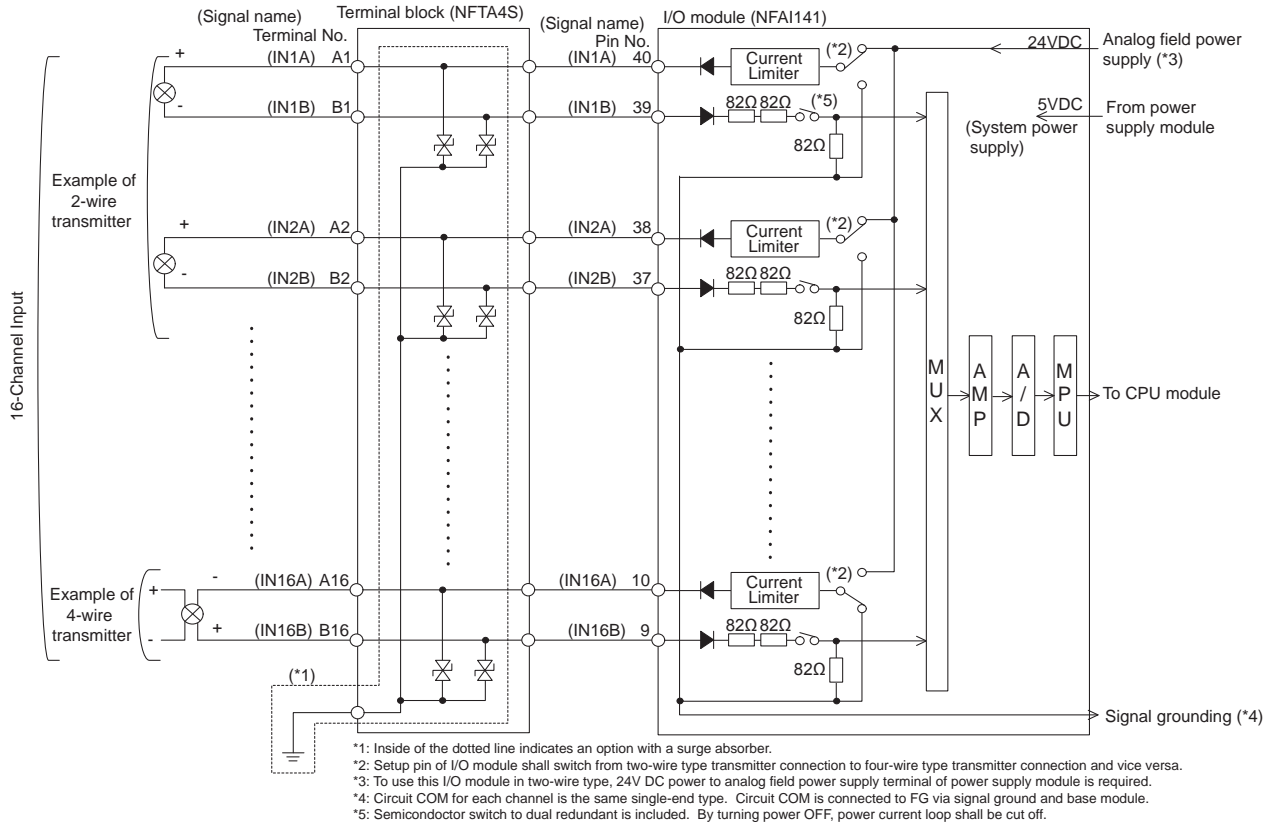 (Signal name)
Terminal No.
Terminal block (NFTA4S)
(Signal name)
Pin No.
I/O module (NFAI141)
+
(IN1A) A1
(IN1A) 40
Current
Limiter
(*2)
24VDC
Analog field power
supply (*3)
-
(IN1B) B1
(IN1B) 39
82Ω 82Ω
(*5)
82Ω
(System power
supply)
5VDC
From power
supply module
Example of
2-wire
transmitter
+
(IN2A) A2
(IN2A) 38
Current
Limiter
(*2)
-
(IN2B) B2
(IN2B) 37
82Ω 82Ω
82Ω
16-Channel Input
MUX
AMP
A/D
MPU
To CPU module
Example of
4-wire
transmitter
+
-
-
(IN16A) A16
(IN16A) 10
Current
Limiter
(*2)
+
(IN16B) B16
(IN16B) 9
82Ω 82Ω
82Ω
(*1)
Signal grounding (*4)
*1: Inside of the dotted line indicates an option with a surge absorber.
*2: Setup pin of I/O module shall switch from two-wire type transmitter connection to four-wire type transmitter connection and vice versa.
*3: To use this I/O module in two-wire type, 24V DC power to analog field power supply terminal of power supply module is required.
*4: Circuit COM for each channel is the same single-end type. Circuit COM is connected to FG via signal ground and base module.
*5: Semicondoctor switch to dual redundant is included. By turning power OFF, power current loop shall be cut off.